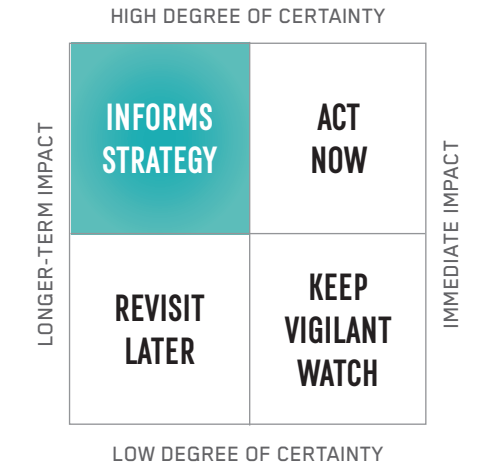 HIGH DEGREE OF CERTAINTY
LONGER-TERM IMPACT
INFORMS
STRATEGY
ACT
NOW
IMMEDIATE IMPACT
REVISIT
LATER
KEEP
VIGILANT
WATCH
LOW DEGREE OF CERTAINTY